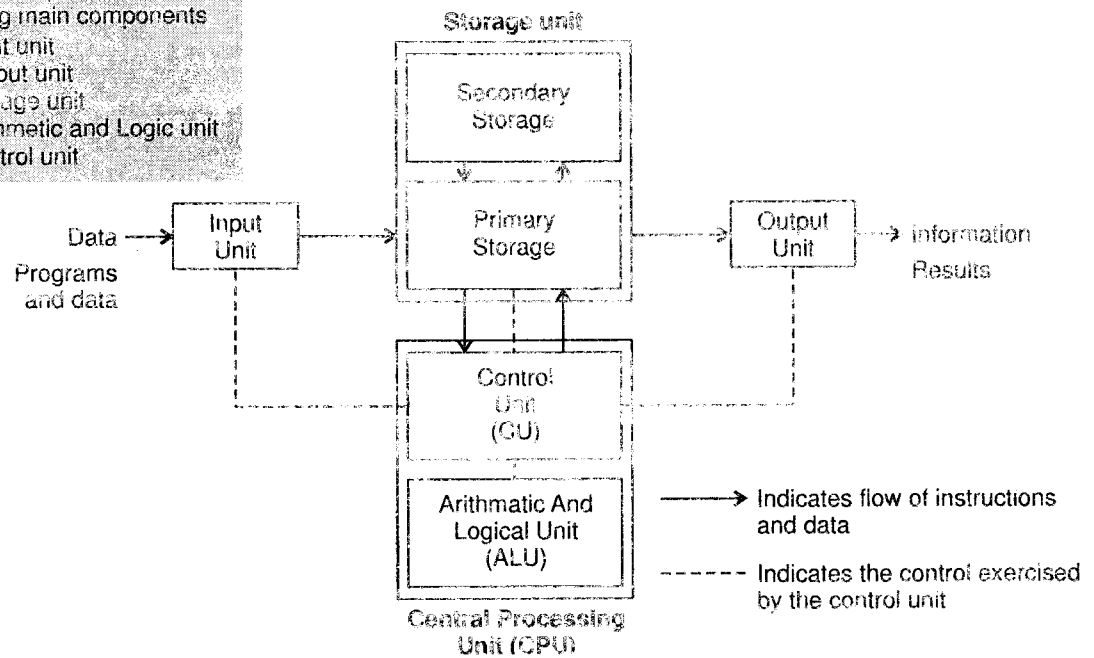 g main components
t unit
out unit
age unit
hmetic and Logic unit
trol unit
Storage unit
Secondary
Storage
Primary
Storage
Data
Programs
and data
Input
Unit
Output
Unit
information
Results
Control
Unit
(CU)
Arithmatic And
Logical Unit
(ALU)
Central Processing
Unit (CPU)
Indicates flow of instructions
and data
Indicates the control exercised
by the control unit